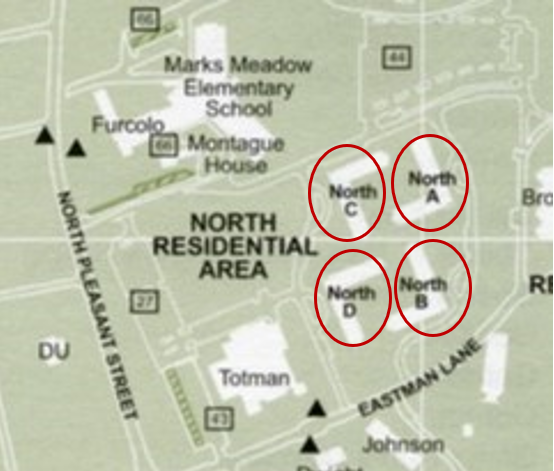 66
44
Marks Meadow
Elementary
School
Furcolo
66
Montague
House
North
C
North
A
NORTH
RESIDENTIAL
AREA
NORTH PLEASANT STREET
Bro
North
D
North
B
RE
27
DU
Totman
EASTMAN LANE
43
Johnson